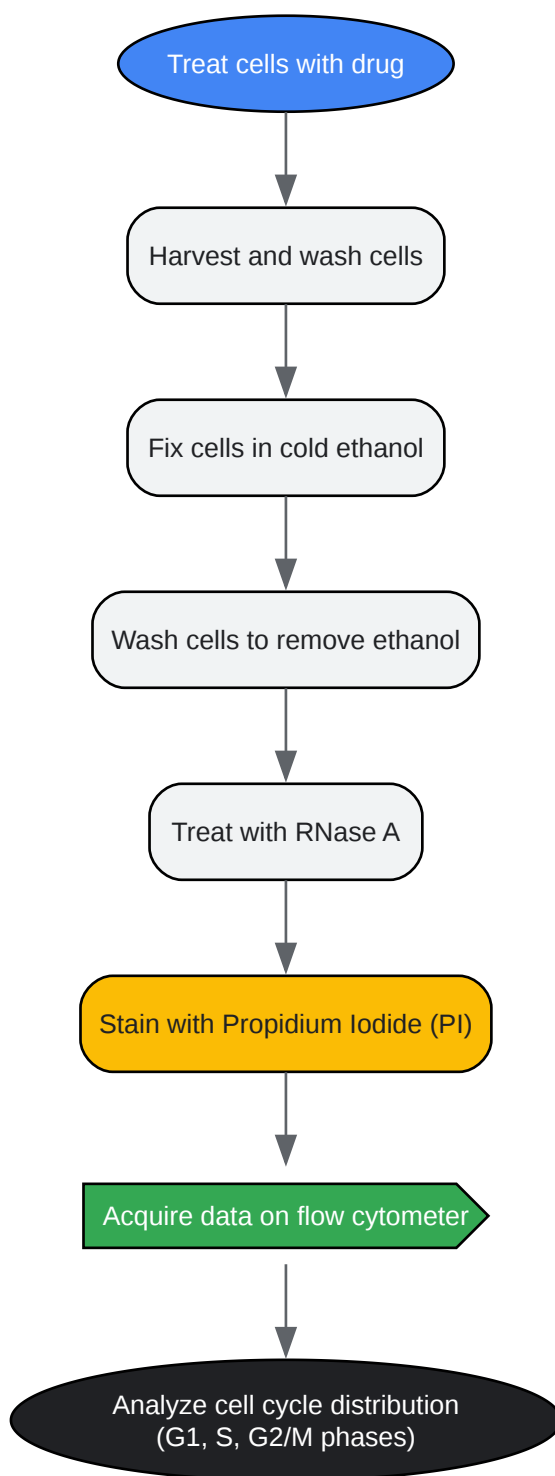 Treat cells with drug
Harvest and wash cells
Fix cells in cold ethanol
Wash cells to remove ethanol
Treat with RNase A
Stain with Propidium Iodide (PI)
Acquire data on flow cytometer
Analyze cell cycle distribution
(G1, S, G2/M phases)